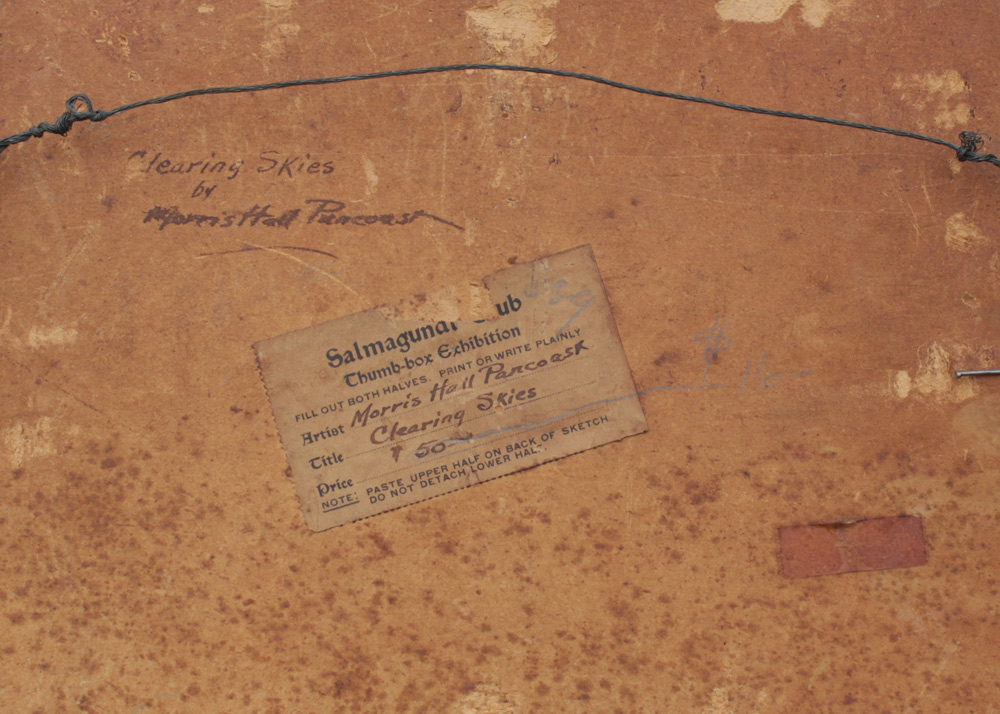 Clearing Skies
by
Morris Hall Pancoast
Salmagundi Club
Thumb-box Exhibition
FILL OUT BOTH HALVES. PRINT OR WRITE PLAINLY
Artist Morris Hall Pancoast
Title Clearing Skies
Price $ 50
NOTE: PASTE UPPER HALF ON BACK OF SKETCH
DO NOT DETACH LOWER HALF.